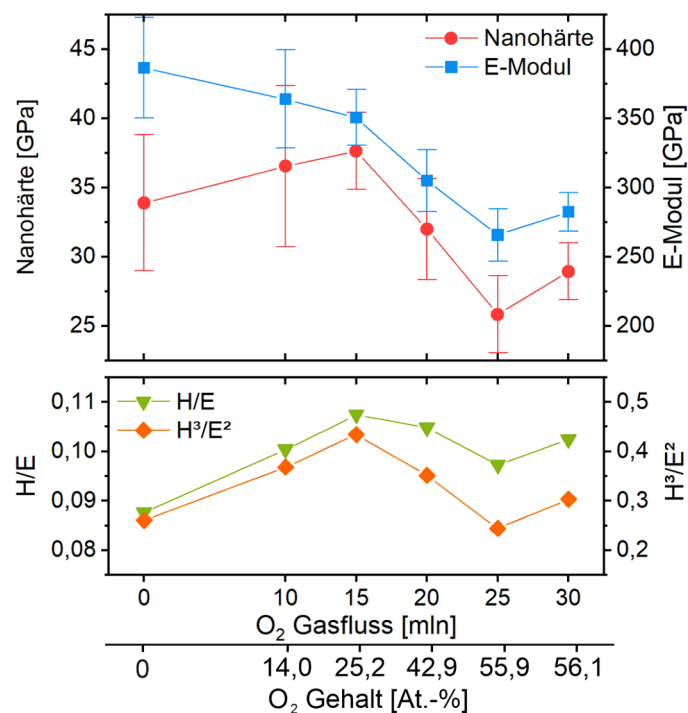 Nanohärte
E-Modul
Nanohärte [GPa]
45
40
35
30
25
E-Modul [GPa]
400
350
300
250
200
H/E
H³/E²
H/E
0,11
0,10
0,09
0,08
H³/E²
0,5
0,4
0,3
0,2
0 10 15 20 25 30
O₂ Gasfluss [mln]
0 14,0 25,2 42,9 55,9 56,1
O₂ Gehalt [At.-%]